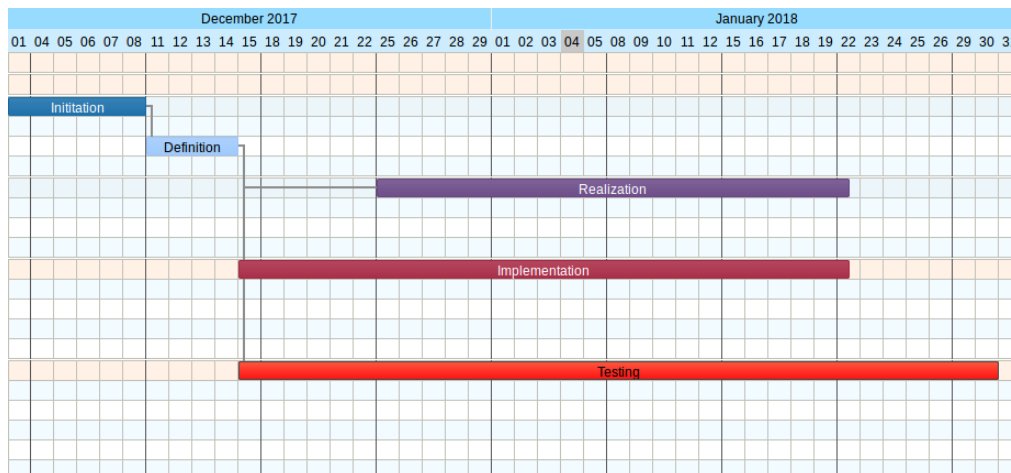 December 2017 January 2018
01 04 05 06 07 08 11 12 13 14 15 18 19 20 21 22 25 26 27 28 29 01 02 03 04 05 08 09 10 11 12 15 16 17 18 19 22 23 24 25 26 29 30 3
Inititation
Definition
Realization
Implementation
Testing